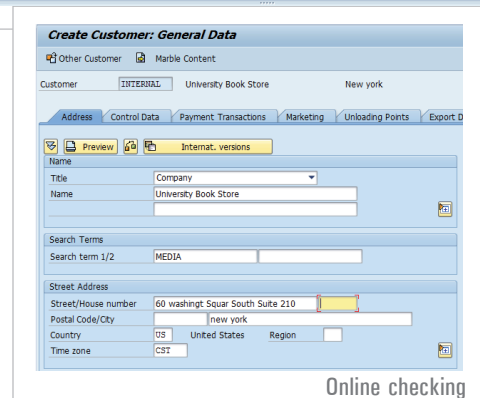 Create Customer: General Data
Other Customer Marble Content
Customer INTERNAL University Book Store New york
Address Control Data Payment Transactions Marketing Unloading Points Export D
Preview Internat. versions
Name
Title Company
Name University Book Store
Search Terms
Search term 1/2 MEDIA
Street Address
Street/House number 60 washingt Squar South Suite 210
Postal Code/City new york
Country US United States Region
Time zone CST
Online checking